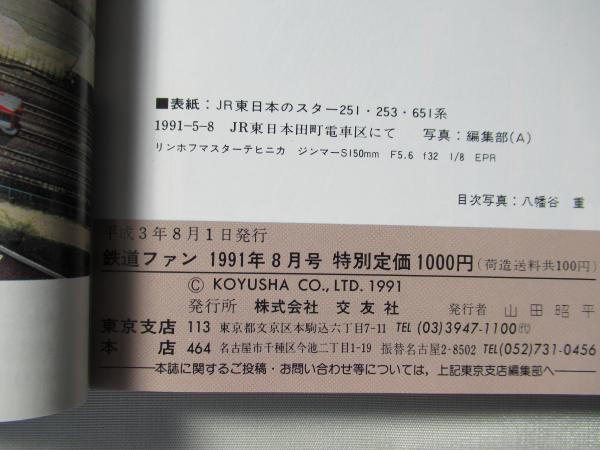 ■表紙：JR東日本のスター251・253・651系
1991-5-8 JR東日本田町電車区にて 写真：編集部(A)
リンホフマスターテヒニカ ジンマーS150mm F5.6 f32 1/8 EPR
目次写真：八幡谷 重
平成3年8月1日発行
鉄道ファン 1991年8月号 特別定価1000円(荷造送料共100円)
© KOYUSHA CO., LTD. 1991
発行所 株式会社 交友社 発行者 山田昭平
東京支店 113 東京都文京区本駒込六丁目7-11 TEL (03)3947-1100㈹
本店 464 名古屋市千種区今池二丁目1-19 振替名古屋2-8502 TEL(052)731-0456
―本誌に関するご投稿・お問い合わせ等については，上記東京支店編集部へ―